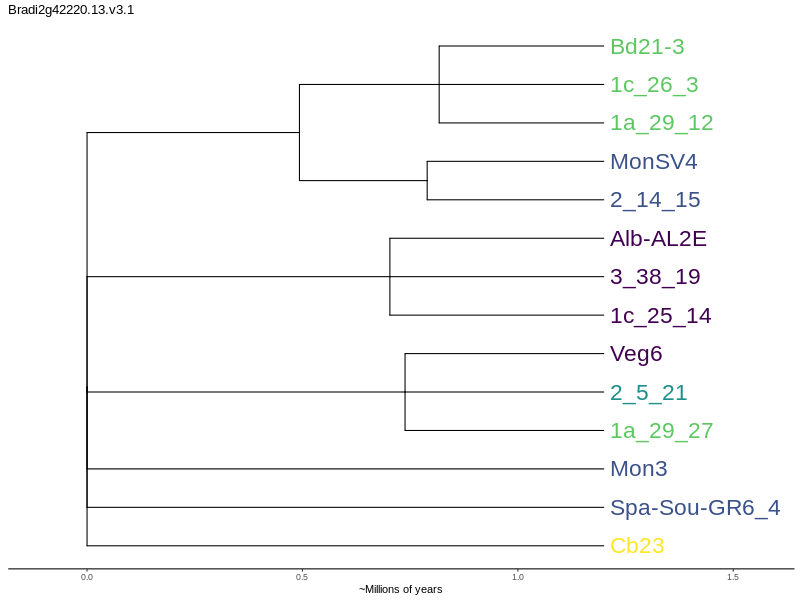 Bradi2g42220.13.v3.1
Bd21-3
1c_26_3
1a_29_12
MonSV4
2_14_15
Alb-AL2E
3_38_19
1c_25_14
Veg6
2_5_21
1a_29_27
Mon3
Spa-Sou-GR6_4
Cb23
0.0 0.5 1.0 1.5
~Millions of years